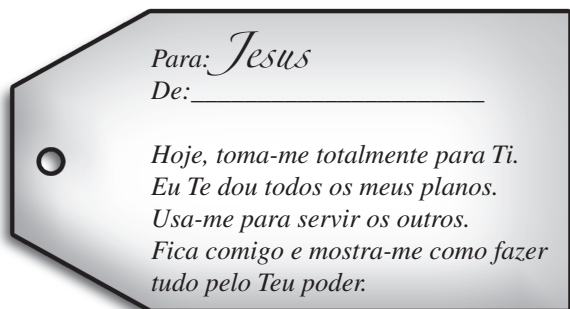 Para: Jesus
De:_______________________
Hoje, toma-me totalmente para Ti.
Eu Te dou todos os meus planos.
Usa-me para servir os outros.
Fica comigo e mostra-me como fazer
tudo pelo Teu poder.